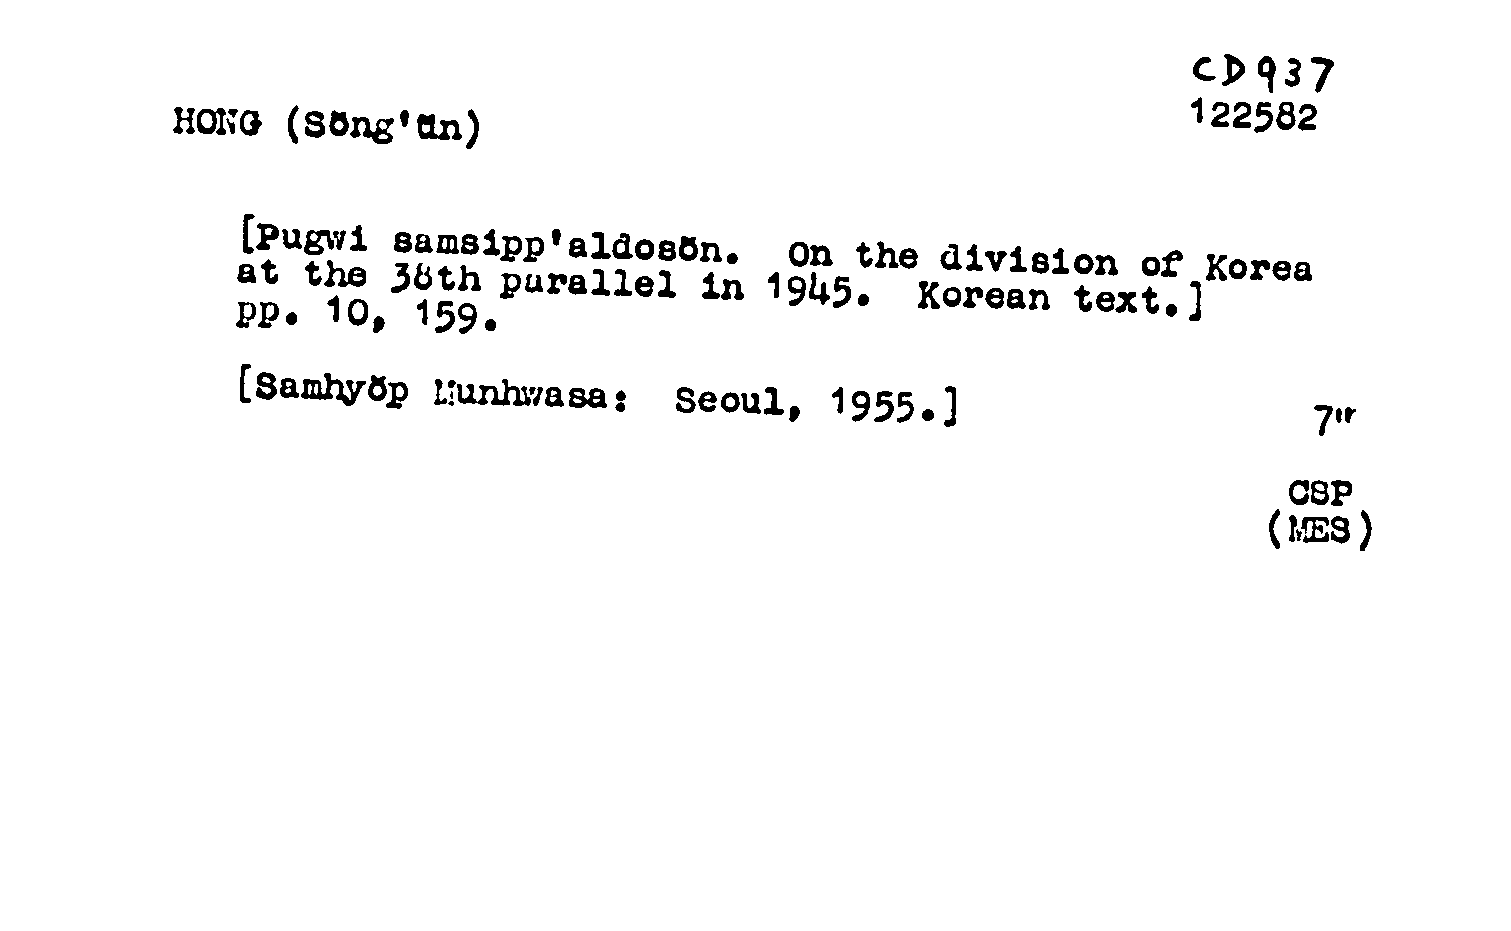 CD937
122582
HONG (Sŏng'ŭn)
[Pugwi samsipp'aldosŏn. On the division of Korea
at the 38th parallel in 1945. Korean text.]
pp. 10, 159.
[Samhyŏp Munhwasa: Seoul, 1955.]
7"
CSP
(MES)